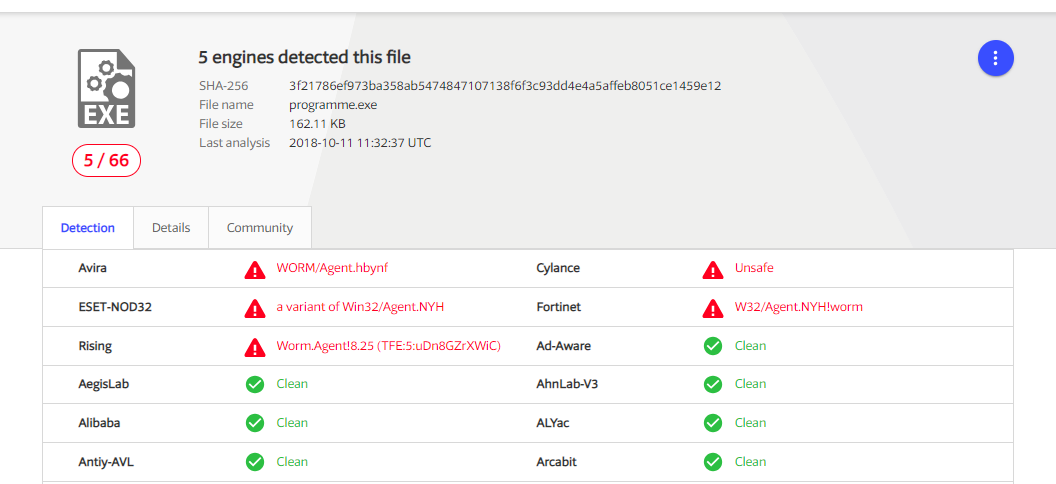 5 engines detected this file
SHA-256 3f21786ef973ba358ab5474847107138f6f3c93dd4e4a5affeb8051ce1459e12
File name programme.exe
File size 162.11 KB
Last analysis 2018-10-11 11:32:37 UTC
EXE
5 / 66
Detection Details Community
Avira WORM/Agent.hbynf Cylance Unsafe
ESET-NOD32 a variant of Win32/Agent.NYH Fortinet W32/Agent.NYH!worm
Rising Worm.Agent!8.25 (TFE:5:uDn8GZrXWiC) Ad-Aware Clean
AegisLab Clean AhnLab-V3 Clean
Alibaba Clean ALYac Clean
Antiy-AVL Clean Arcabit Clean